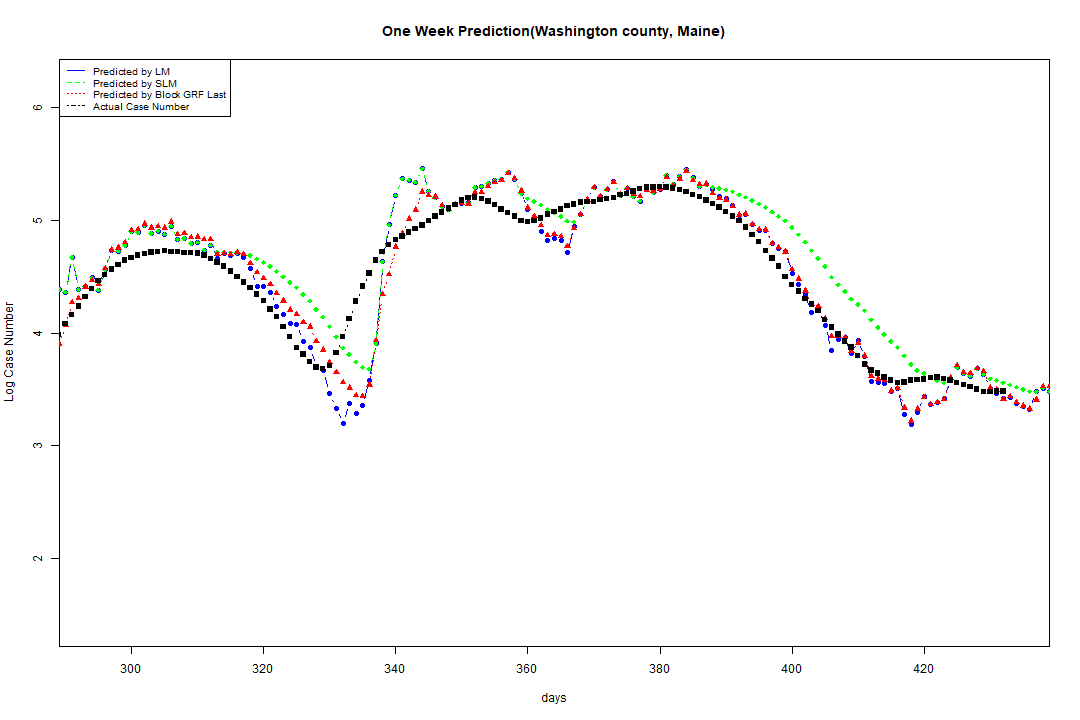 One Week Prediction(Washington county, Maine)
Predicted by LM
Predicted by SLM
Predicted by Block GRF Last
Actual Case Number
6
5
4
3
2
Log Case Number
300 320 340 360 380 400 420
days